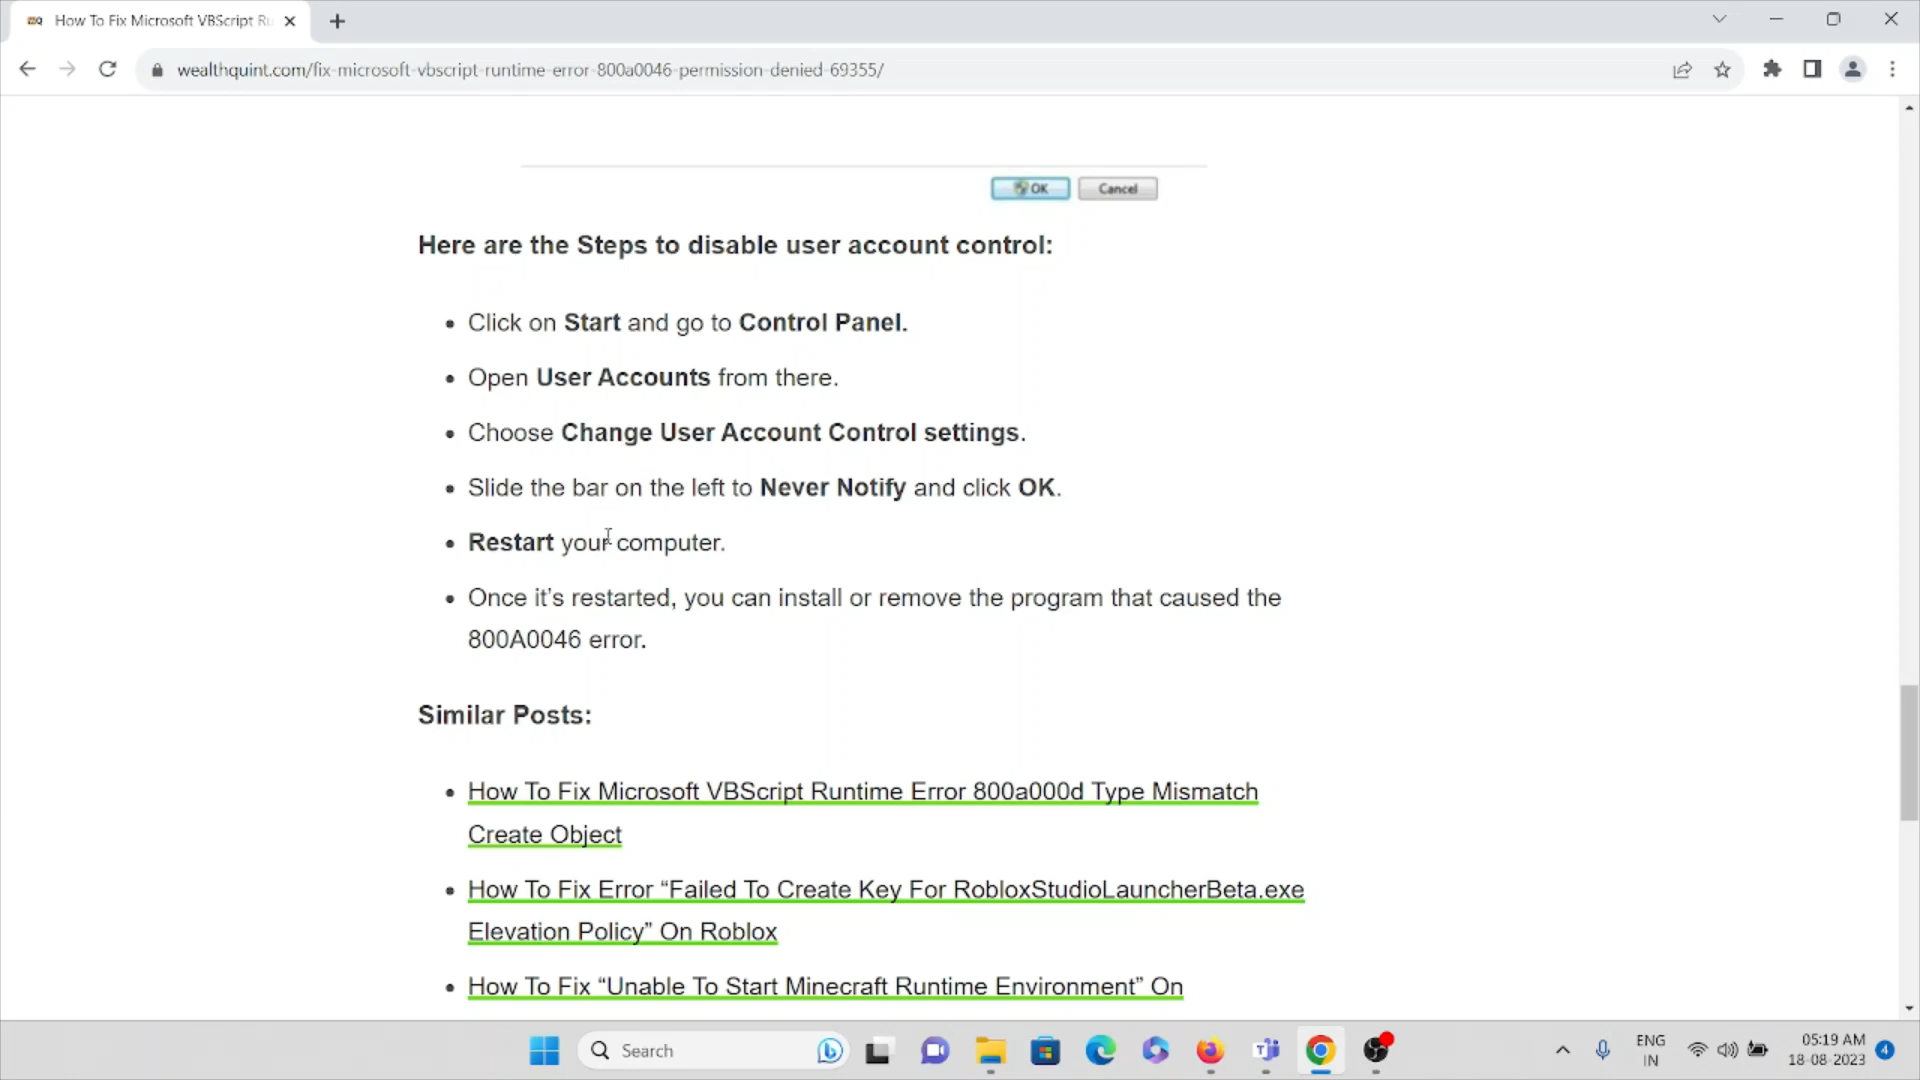 How To Fix Microsoft VBScript Ru
wealthquint.com/fix-microsoft-vbscript-runtime-error-800a0046-permission-denied-69355/
OK Cancel
Here are the Steps to disable user account control:
• Click on Start and go to Control Panel.
• Open User Accounts from there.
• Choose Change User Account Control settings.
• Slide the bar on the left to Never Notify and click OK.
• Restart your computer.
• Once it’s restarted, you can install or remove the program that caused the
800A0046 error.
Similar Posts:
• How To Fix Microsoft VBScript Runtime Error 800a000d Type Mismatch
Create Object
• How To Fix Error “Failed To Create Key For RobloxStudioLauncherBeta.exe
Elevation Policy” On Roblox
• How To Fix “Unable To Start Minecraft Runtime Environment” On
Search
ENG
IN
05:19 AM
18-08-2023
4